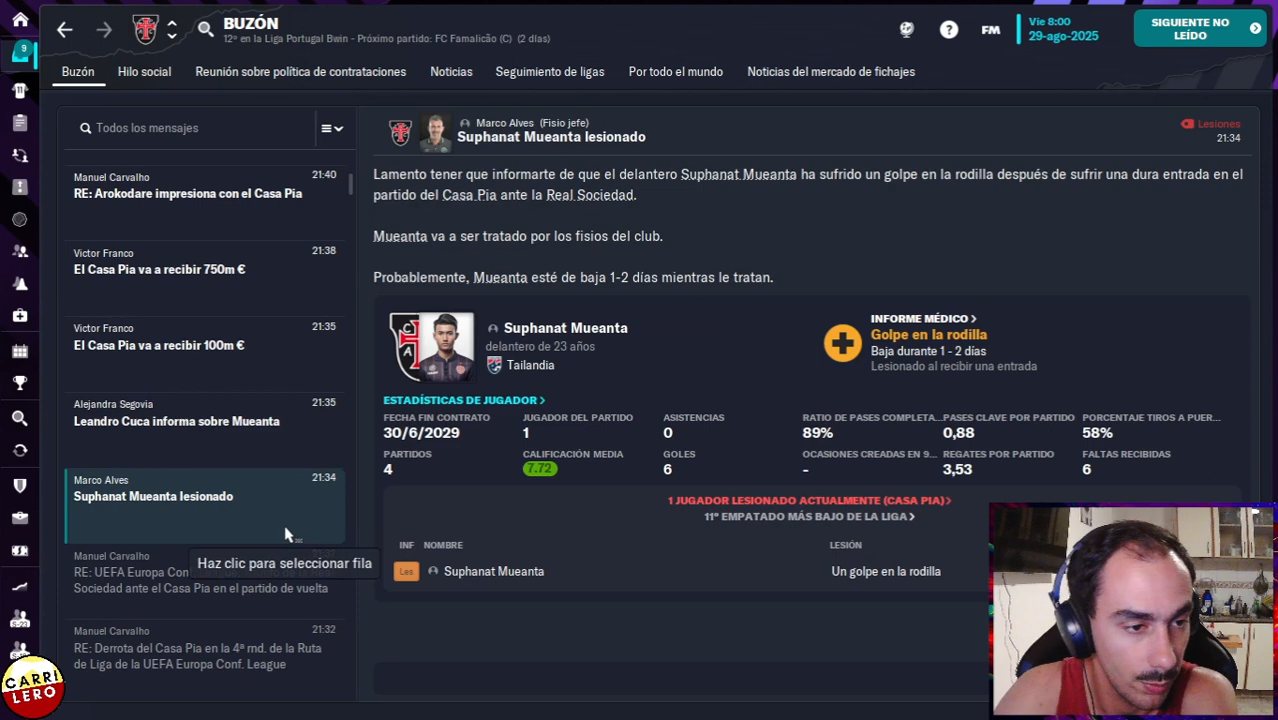 BUZÓN
12º en la Liga Portugal Bwin - Próximo partido: FC Famalicão (C) (2 días)
FM
Vie 8:00
29-ago-2025
SIGUIENTE NO
LEÍDO
9
11
Buzón
Hilo social
Reunión sobre política de contrataciones
Noticias
Seguimiento de ligas
Por todo el mundo
Noticias del mercado de fichajes
Todos los mensajes
Manuel Carvalho
21:40
RE: Arokodare impresiona con el Casa Pia
Victor Franco
21:38
El Casa Pia va a recibir 750m €
Victor Franco
21:35
El Casa Pia va a recibir 100m €
Alejandra Segovia
21:35
Leandro Cuca informa sobre Mueanta
Marco Alves
21:34
Suphanat Mueanta lesionado
Manuel Carvalho
RE: UEFA Europa Con
Sociedad ante el Casa Pia en el partido de vuelta
Haz clic para seleccionar fila
Manuel Carvalho
21:32
RE: Derrota del Casa Pia en la 4ª md. de la Ruta
de Liga de la UEFA Europa Conf. League
Marco Alves (Fisio jefe)
Suphanat Mueanta lesionado
Lesiones
21:34
Lamento tener que informarte de que el delantero Suphanat Mueanta ha sufrido un golpe en la rodilla después de sufrir una dura entrada en el
partido del Casa Pia ante la Real Sociedad.
Mueanta va a ser tratado por los fisios del club.
Probablemente, Mueanta esté de baja 1-2 días mientras le tratan.
Suphanat Mueanta
delantero de 23 años
Tailandia
INFORME MÉDICO
Golpe en la rodilla
Baja durante 1 - 2 días
Lesionado al recibir una entrada
ESTADÍSTICAS DE JUGADOR
FECHA FIN CONTRATO
JUGADOR DEL PARTIDO
ASISTENCIAS
RATIO DE PASES COMPLETA...
PASES CLAVE POR PARTIDO
PORCENTAJE TIROS A PUER...
30/6/2029
1
0
89%
0,88
58%
PARTIDOS
CALIFICACIÓN MEDIA
GOLES
OCASIONES CREADAS EN 9...
REGATES POR PARTIDO
FALTAS RECIBIDAS
4
7.72
6
-
3,53
6
1 JUGADOR LESIONADO ACTUALMENTE (CASA PIA)
11º EMPATADO MÁS BAJO DE LA LIGA
INF
NOMBRE
LESIÓN
Les
Suphanat Mueanta
Un golpe en la rodilla
CARRI
LERO